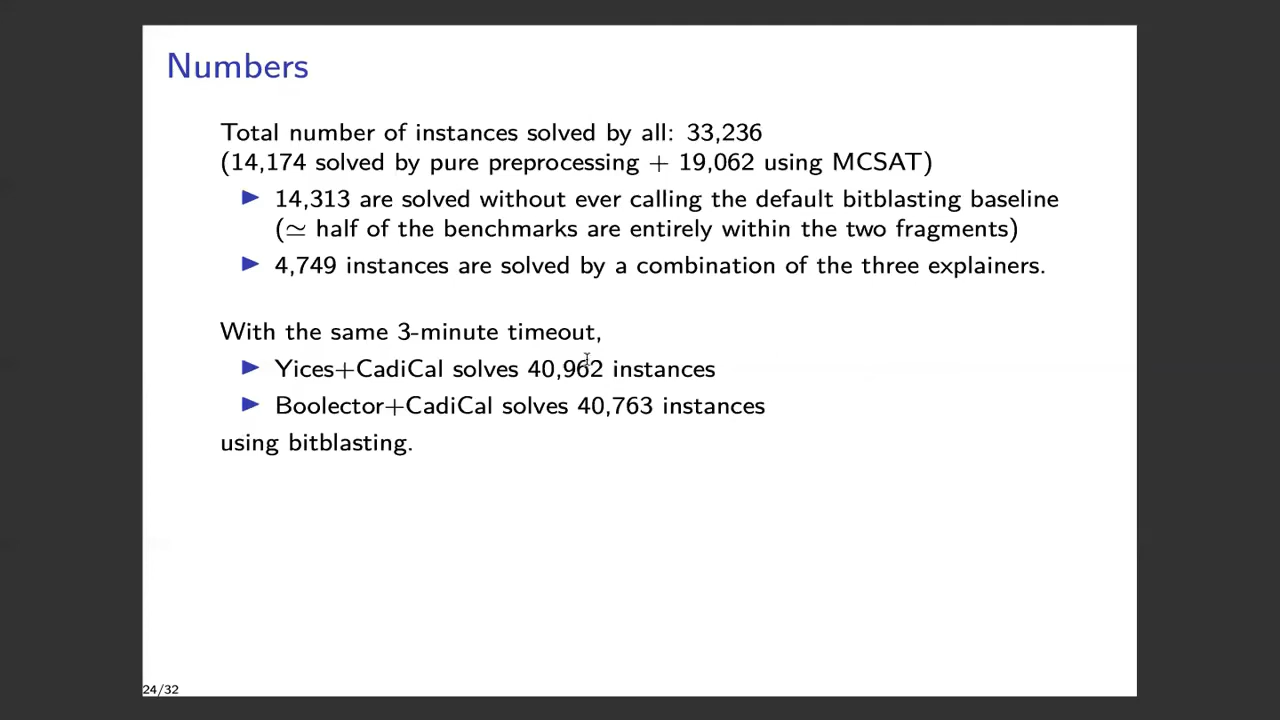 Numbers
Total number of instances solved by all: 33,236
(14,174 solved by pure preprocessing + 19,062 using MCSAT)
▶ 14,313 are solved without ever calling the default bitblasting baseline
(≃ half of the benchmarks are entirely within the two fragments)
▶ 4,749 instances are solved by a combination of the three explainers.
With the same 3-minute timeout,
▶ Yices+CadiCal solves 40,962 instances
▶ Boolector+CadiCal solves 40,763 instances
using bitblasting.
24/32